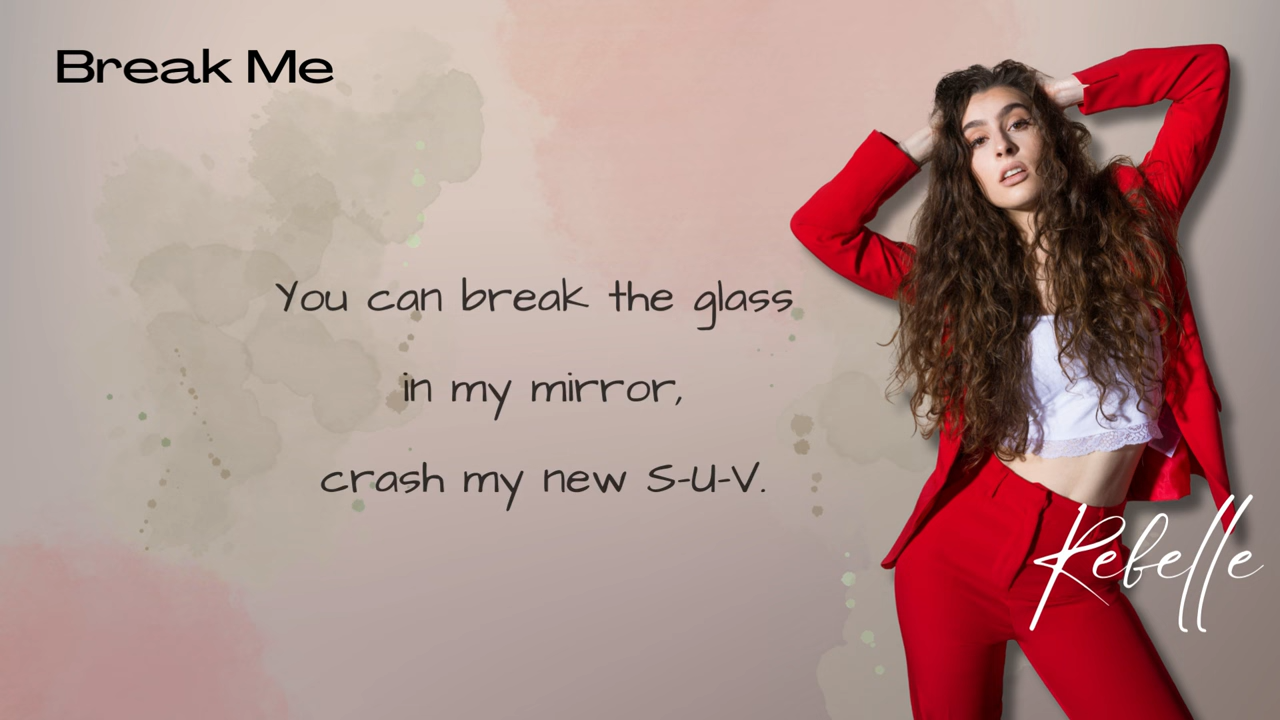 Break Me
You can break the glass
in my mirror,
crash my new S-U-V.
Rebelle